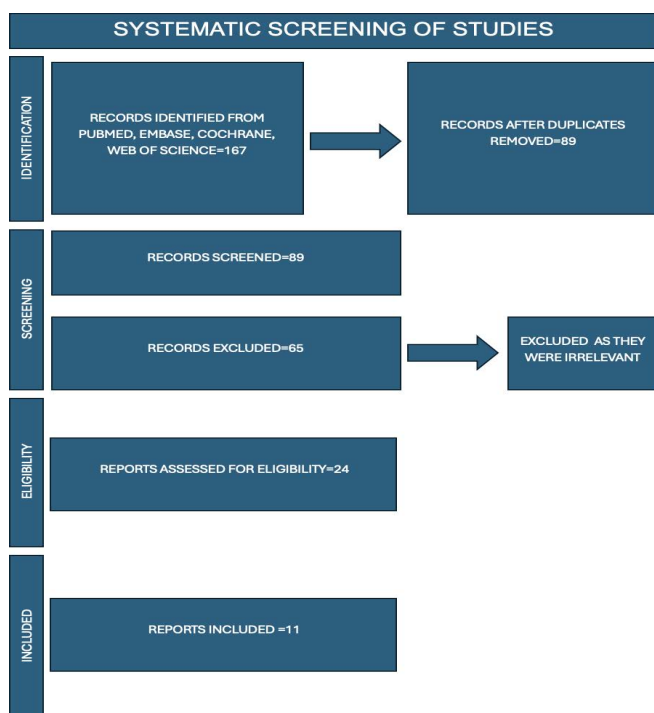 SYSTEMATIC SCREENING OF STUDIES
IDENTIFICATION
RECORDS IDENTIFIED FROM
PUBMED, EMBASE, COCHRANE,
WEB OF SCIENCE=167
RECORDS AFTER DUPLICATES
REMOVED=89
SCREENING
RECORDS SCREENED=89
RECORDS EXCLUDED=65
EXCLUDED AS THEY
WERE IRRELEVANT
ELIGIBILITY
REPORTS ASSESSED FOR ELIGIBILITY=24
INCLUDED
REPORTS INCLUDED =11